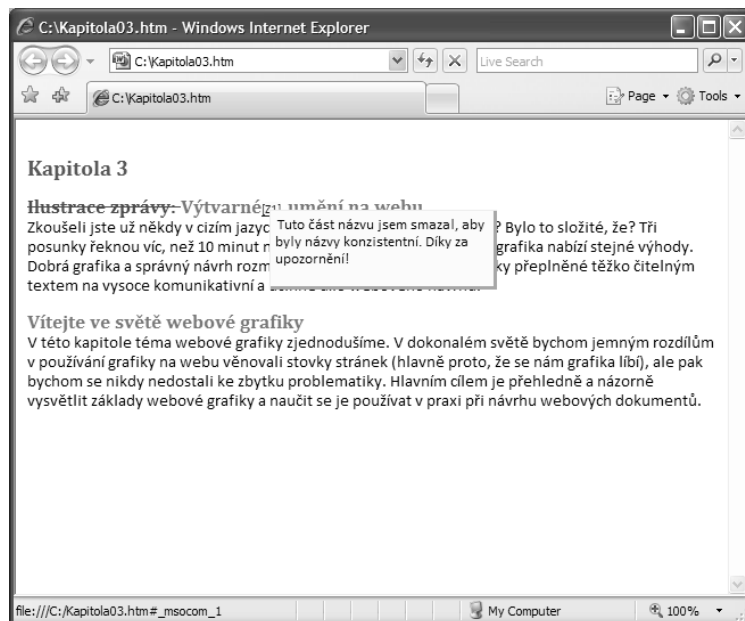 C:\Kapitola03.htm - Windows Internet Explorer
C:\Kapitola03.htm
Live Search
C:\Kapitola03.htm
Page
Tools
Kapitola 3
Ilustrace zprávy: Výtvarné[Z1] umění na webu
Zkoušeli jste už někdy v cizím jazyc ? Bylo to složité, že? Tři
posunky řeknou víc, než 10 minut grafika nabízí stejné výhody.
Dobrá grafika a správný návrh ky přeplněné těžko čitelným
textem na vysoce komunikativní a
Tuto část názvu jsem smazal, aby
byly názvy konzistentní. Díky za
upozornění!
Vítejte ve světě webové grafiky
V této kapitole téma webové grafiky zjednodušíme. V dokonalém světě bychom jemným rozdílům
v používání grafiky na webu věnovali stovky stránek (hlavně proto, že se nám grafika líbí), ale pak
bychom se nikdy nedostali ke zbytku problematiky. Hlavním cílem je přehledně a názorně
vysvětlit základy webové grafiky a naučit se je používat v praxi při návrhu webových dokumentů.
file:///C:/Kapitola03.htm#_msocom_1
My Computer
100%